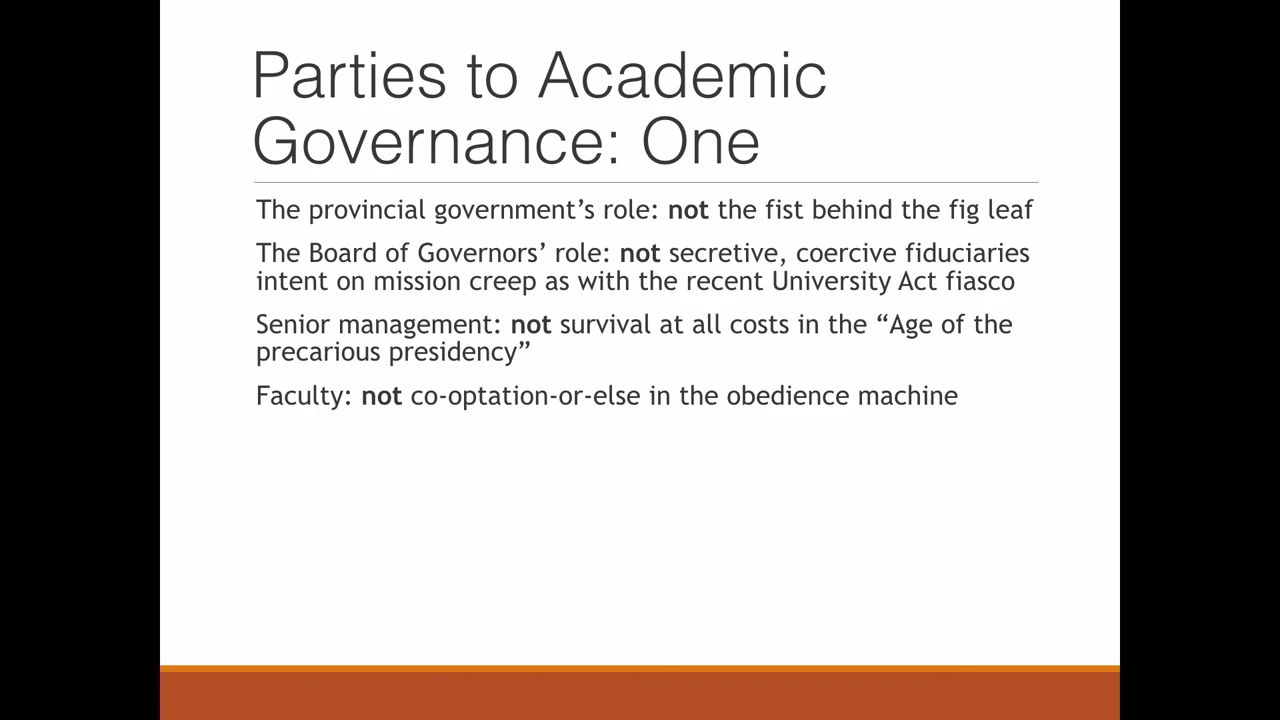 Parties to Academic
Governance: One
The provincial government’s role: not the fist behind the fig leaf
The Board of Governors’ role: not secretive, coercive fiduciaries
intent on mission creep as with the recent University Act fiasco
Senior management: not survival at all costs in the “Age of the
precarious presidency”
Faculty: not co-optation-or-else in the obedience machine